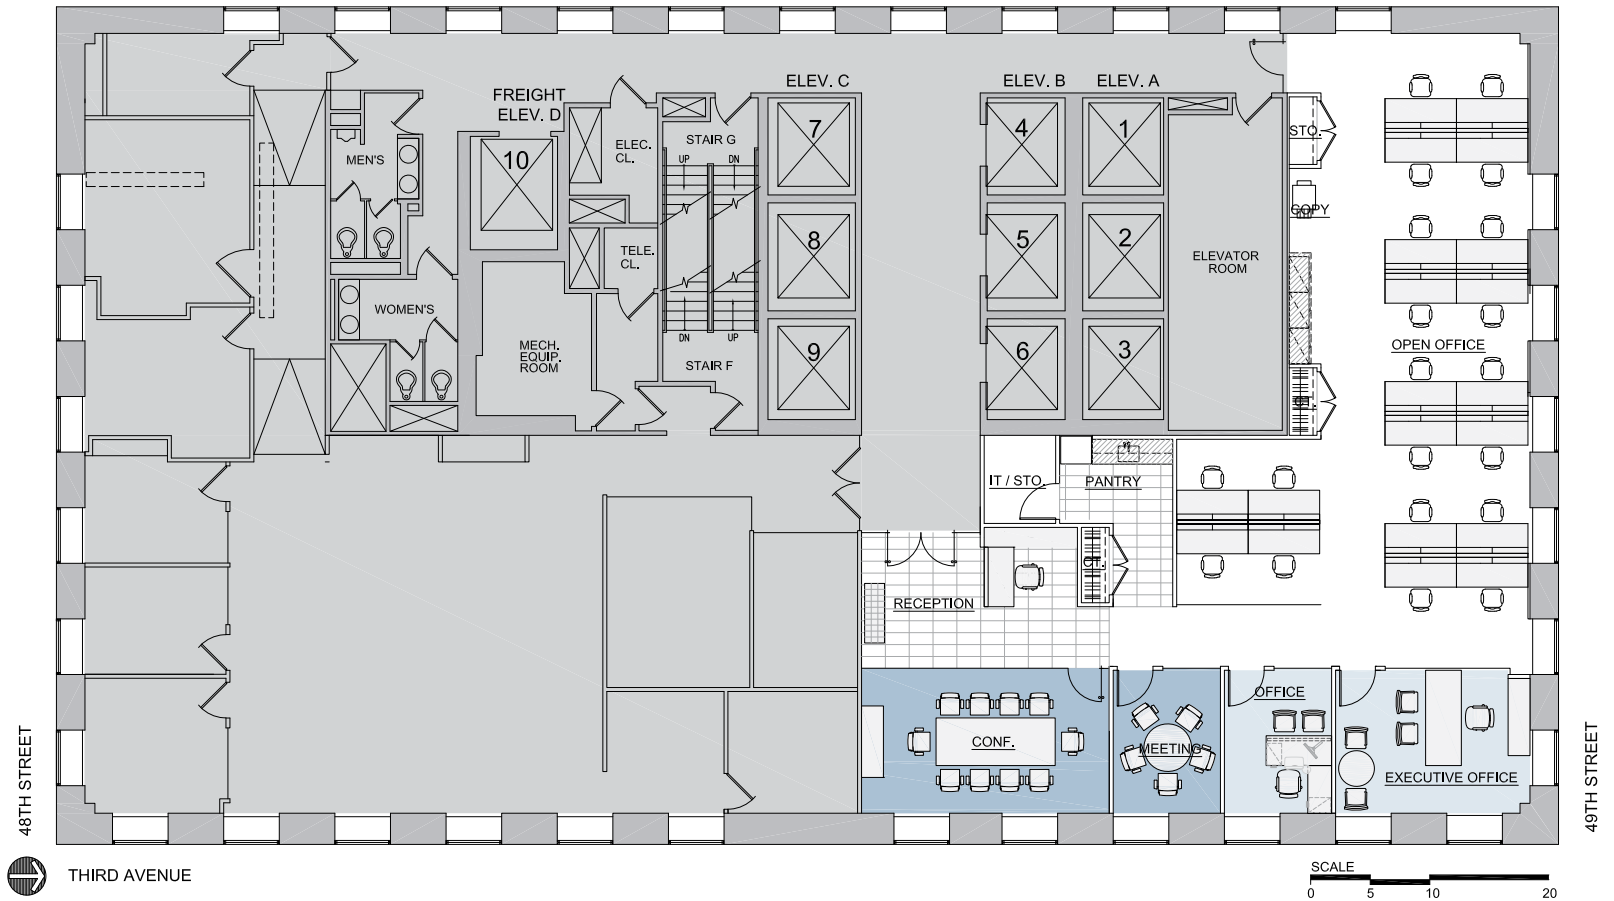 ELEV. C
ELEV. B
ELEV. A
FREIGHT
ELEV. D
7
4
1
STO.
STAIR G
ELEC.
CL.
MEN'S
10
UP
DN
COPY
8
5
2
TELE.
CL.
ELEVATOR
ROOM
WOMEN'S
DN
UP
MECH.
EQUIP.
ROOM
9
6
3
OPEN OFFICE
STAIR F
IT / STO.
PANTRY
CT.
RECEPTION
OFFICE
CONF.
MEETING
EXECUTIVE OFFICE
48TH STREET
49TH STREET
THIRD AVENUE
SCALE
0 5 10 20